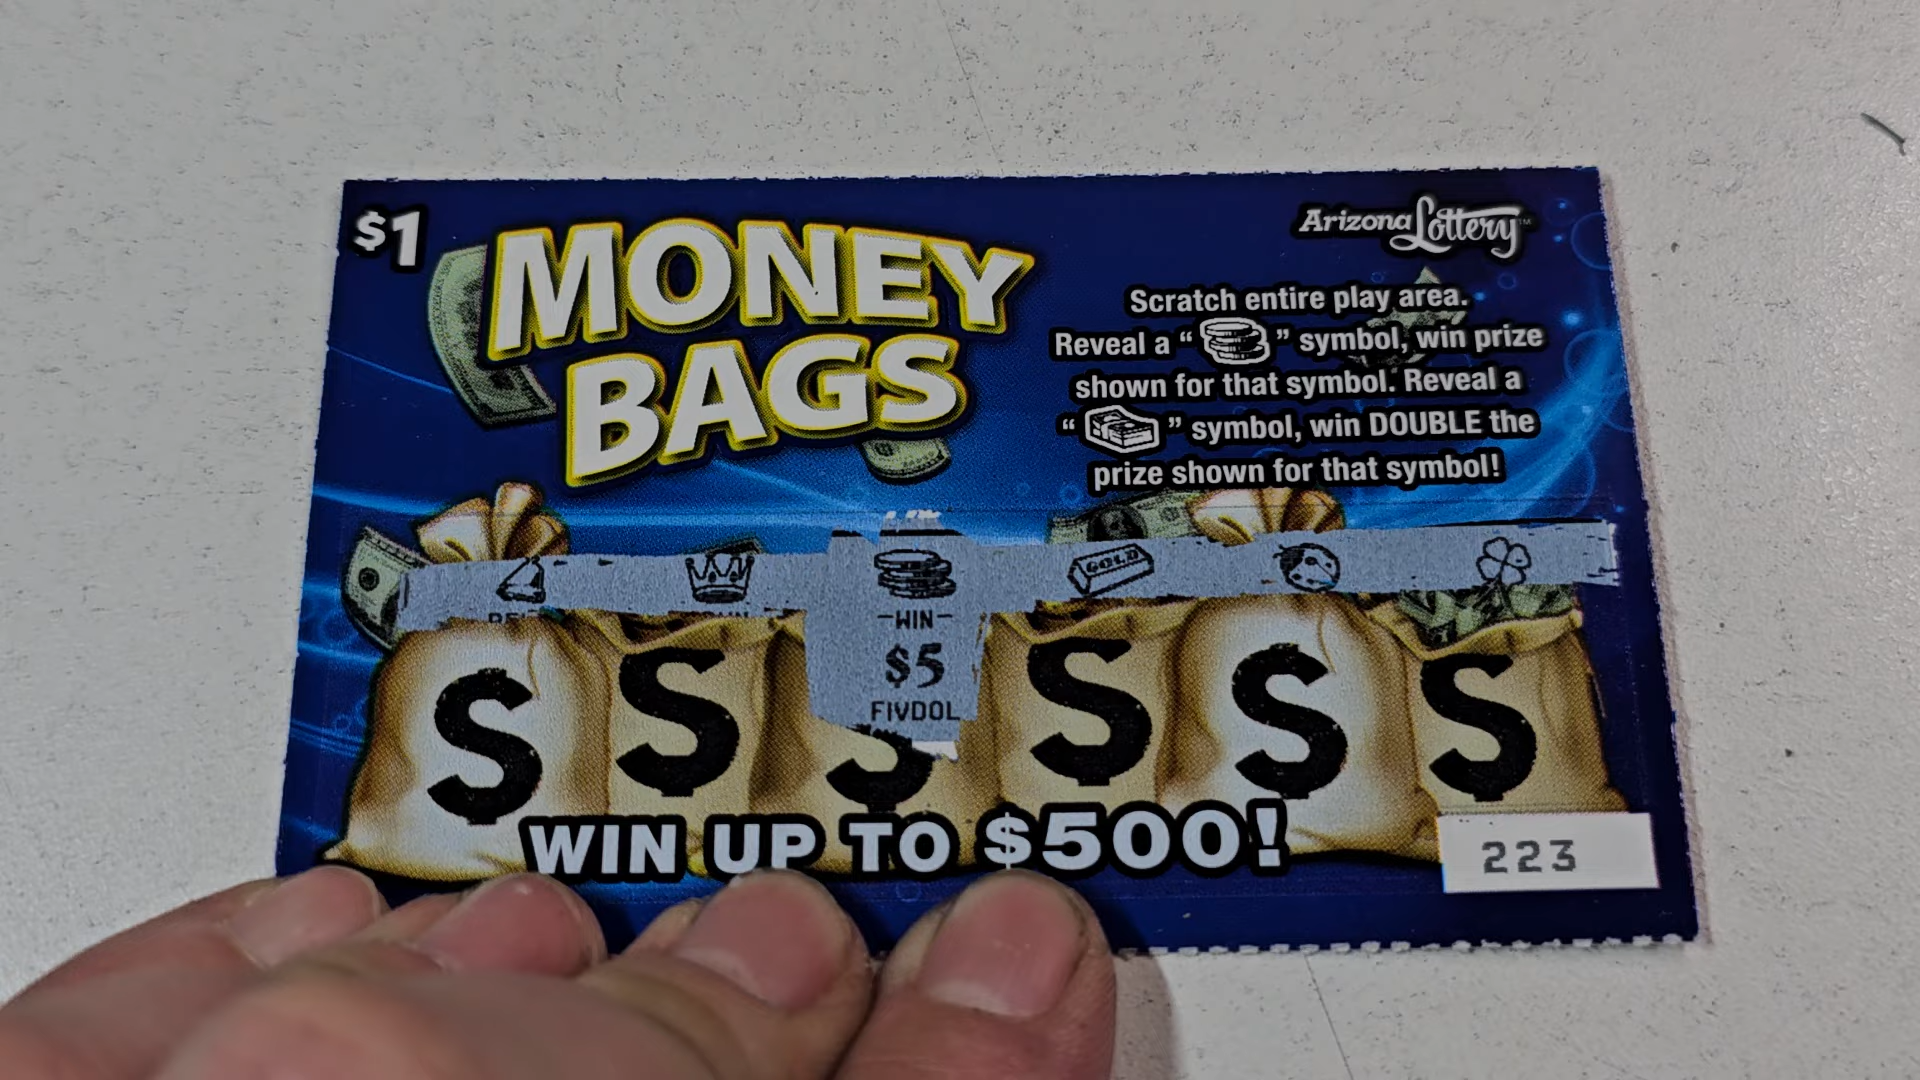 $1
MONEY
BAGS
Arizona Lottery™
Scratch entire play area.
Reveal a “ ” symbol, win prize
shown for that symbol. Reveal a
“ ” symbol, win DOUBLE the
prize shown for that symbol!
GOLD
-WIN-
$5
FIVDOL
$ $ $ $ $ $
WIN UP TO $500!
223